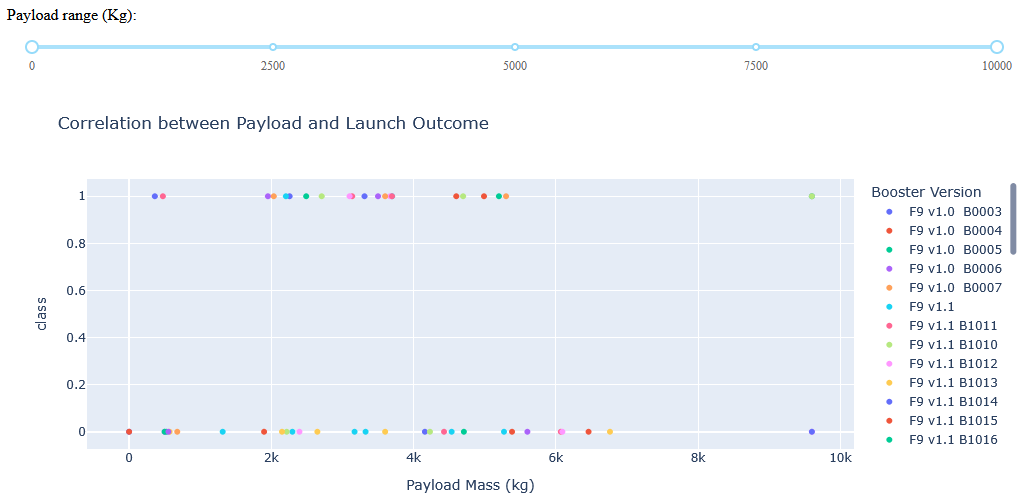 Payload range (Kg):
0 2500 5000 7500 10000
Correlation between Payload and Launch Outcome
class
1
0.8
0.6
0.4
0.2
0
0 2k 4k 6k 8k 10k
Payload Mass (kg)
Booster Version
F9 v1.0  B0003
F9 v1.0  B0004
F9 v1.0  B0005
F9 v1.0  B0006
F9 v1.0  B0007
F9 v1.1
F9 v1.1 B1011
F9 v1.1 B1010
F9 v1.1 B1012
F9 v1.1 B1013
F9 v1.1 B1014
F9 v1.1 B1015
F9 v1.1 B1016